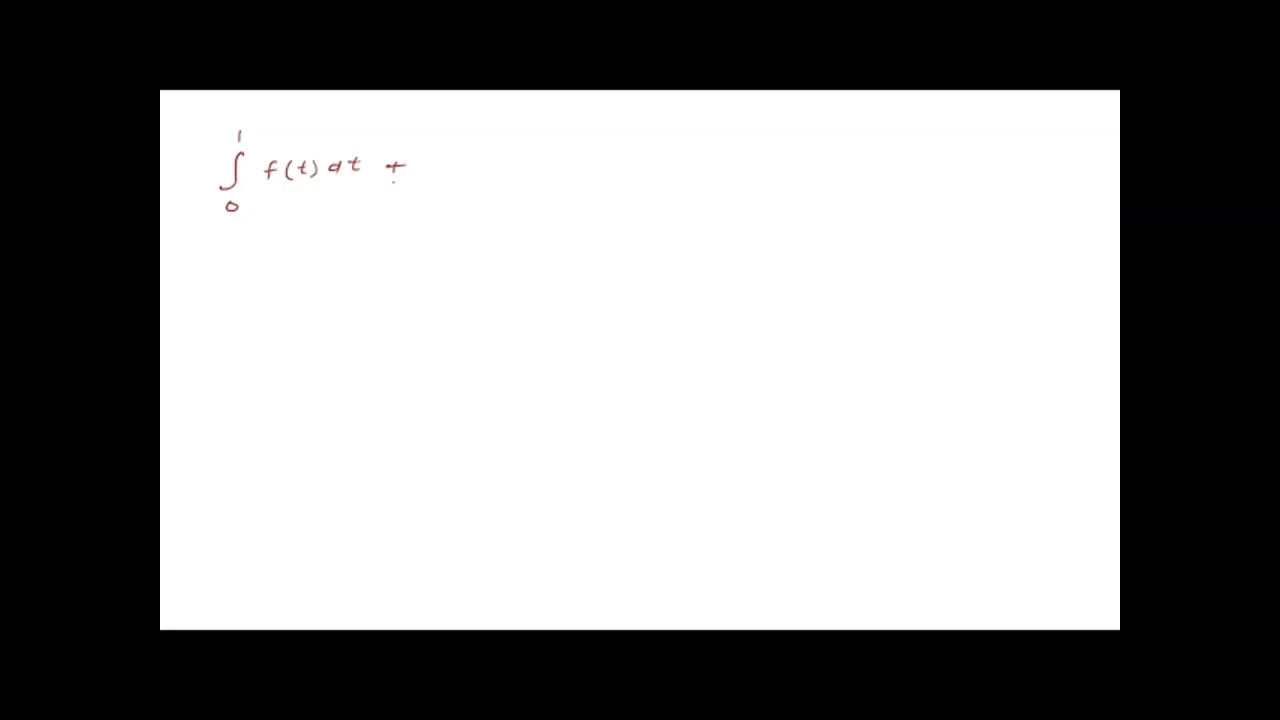 ∫₀¹ f(t) dt +